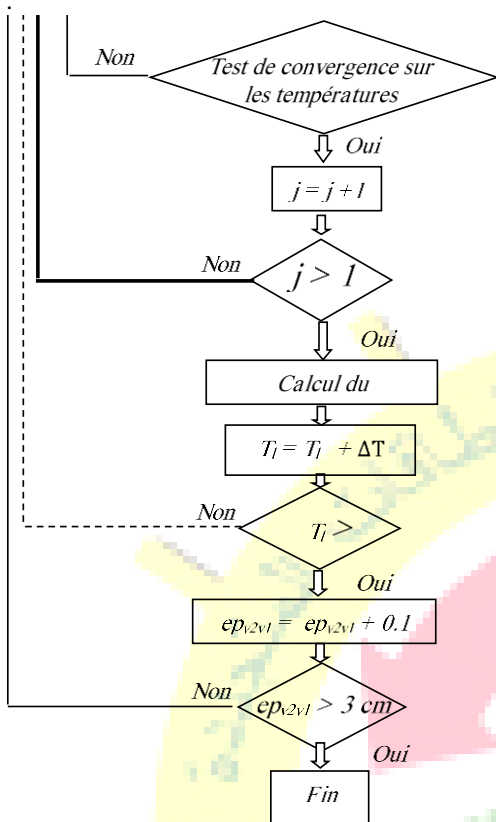 Non
Test de convergence sur
les températures
Oui
j = j + 1
Non
j > 1
Oui
Calcul du
T_l = T_l + ΔT
Non
T_l >
Oui
ep_v2v1 = ep_v2v1 + 0.1
Non
ep_v2v1 > 3 cm
Oui
Fin